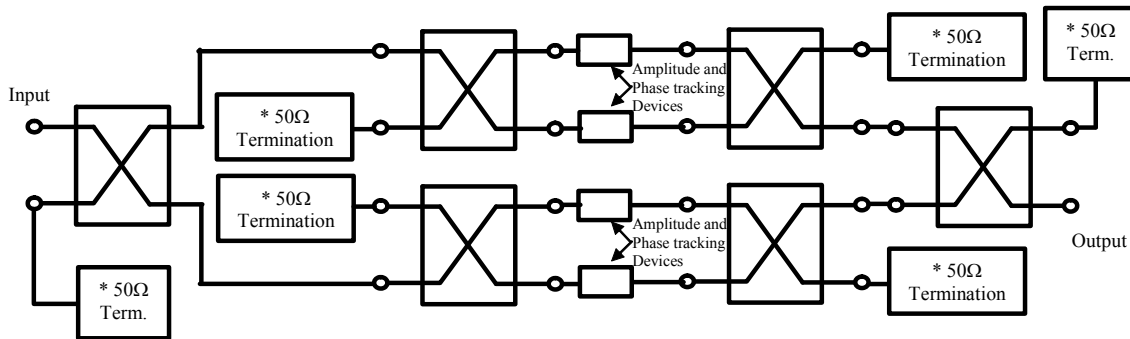 Input
* 50Ω
Term.
* 50Ω
Termination
* 50Ω
Termination
Amplitude and
Phase tracking
Devices
Amplitude and
Phase tracking
Devices
* 50Ω
Termination
* 50Ω
Term.
* 50Ω
Termination
Output